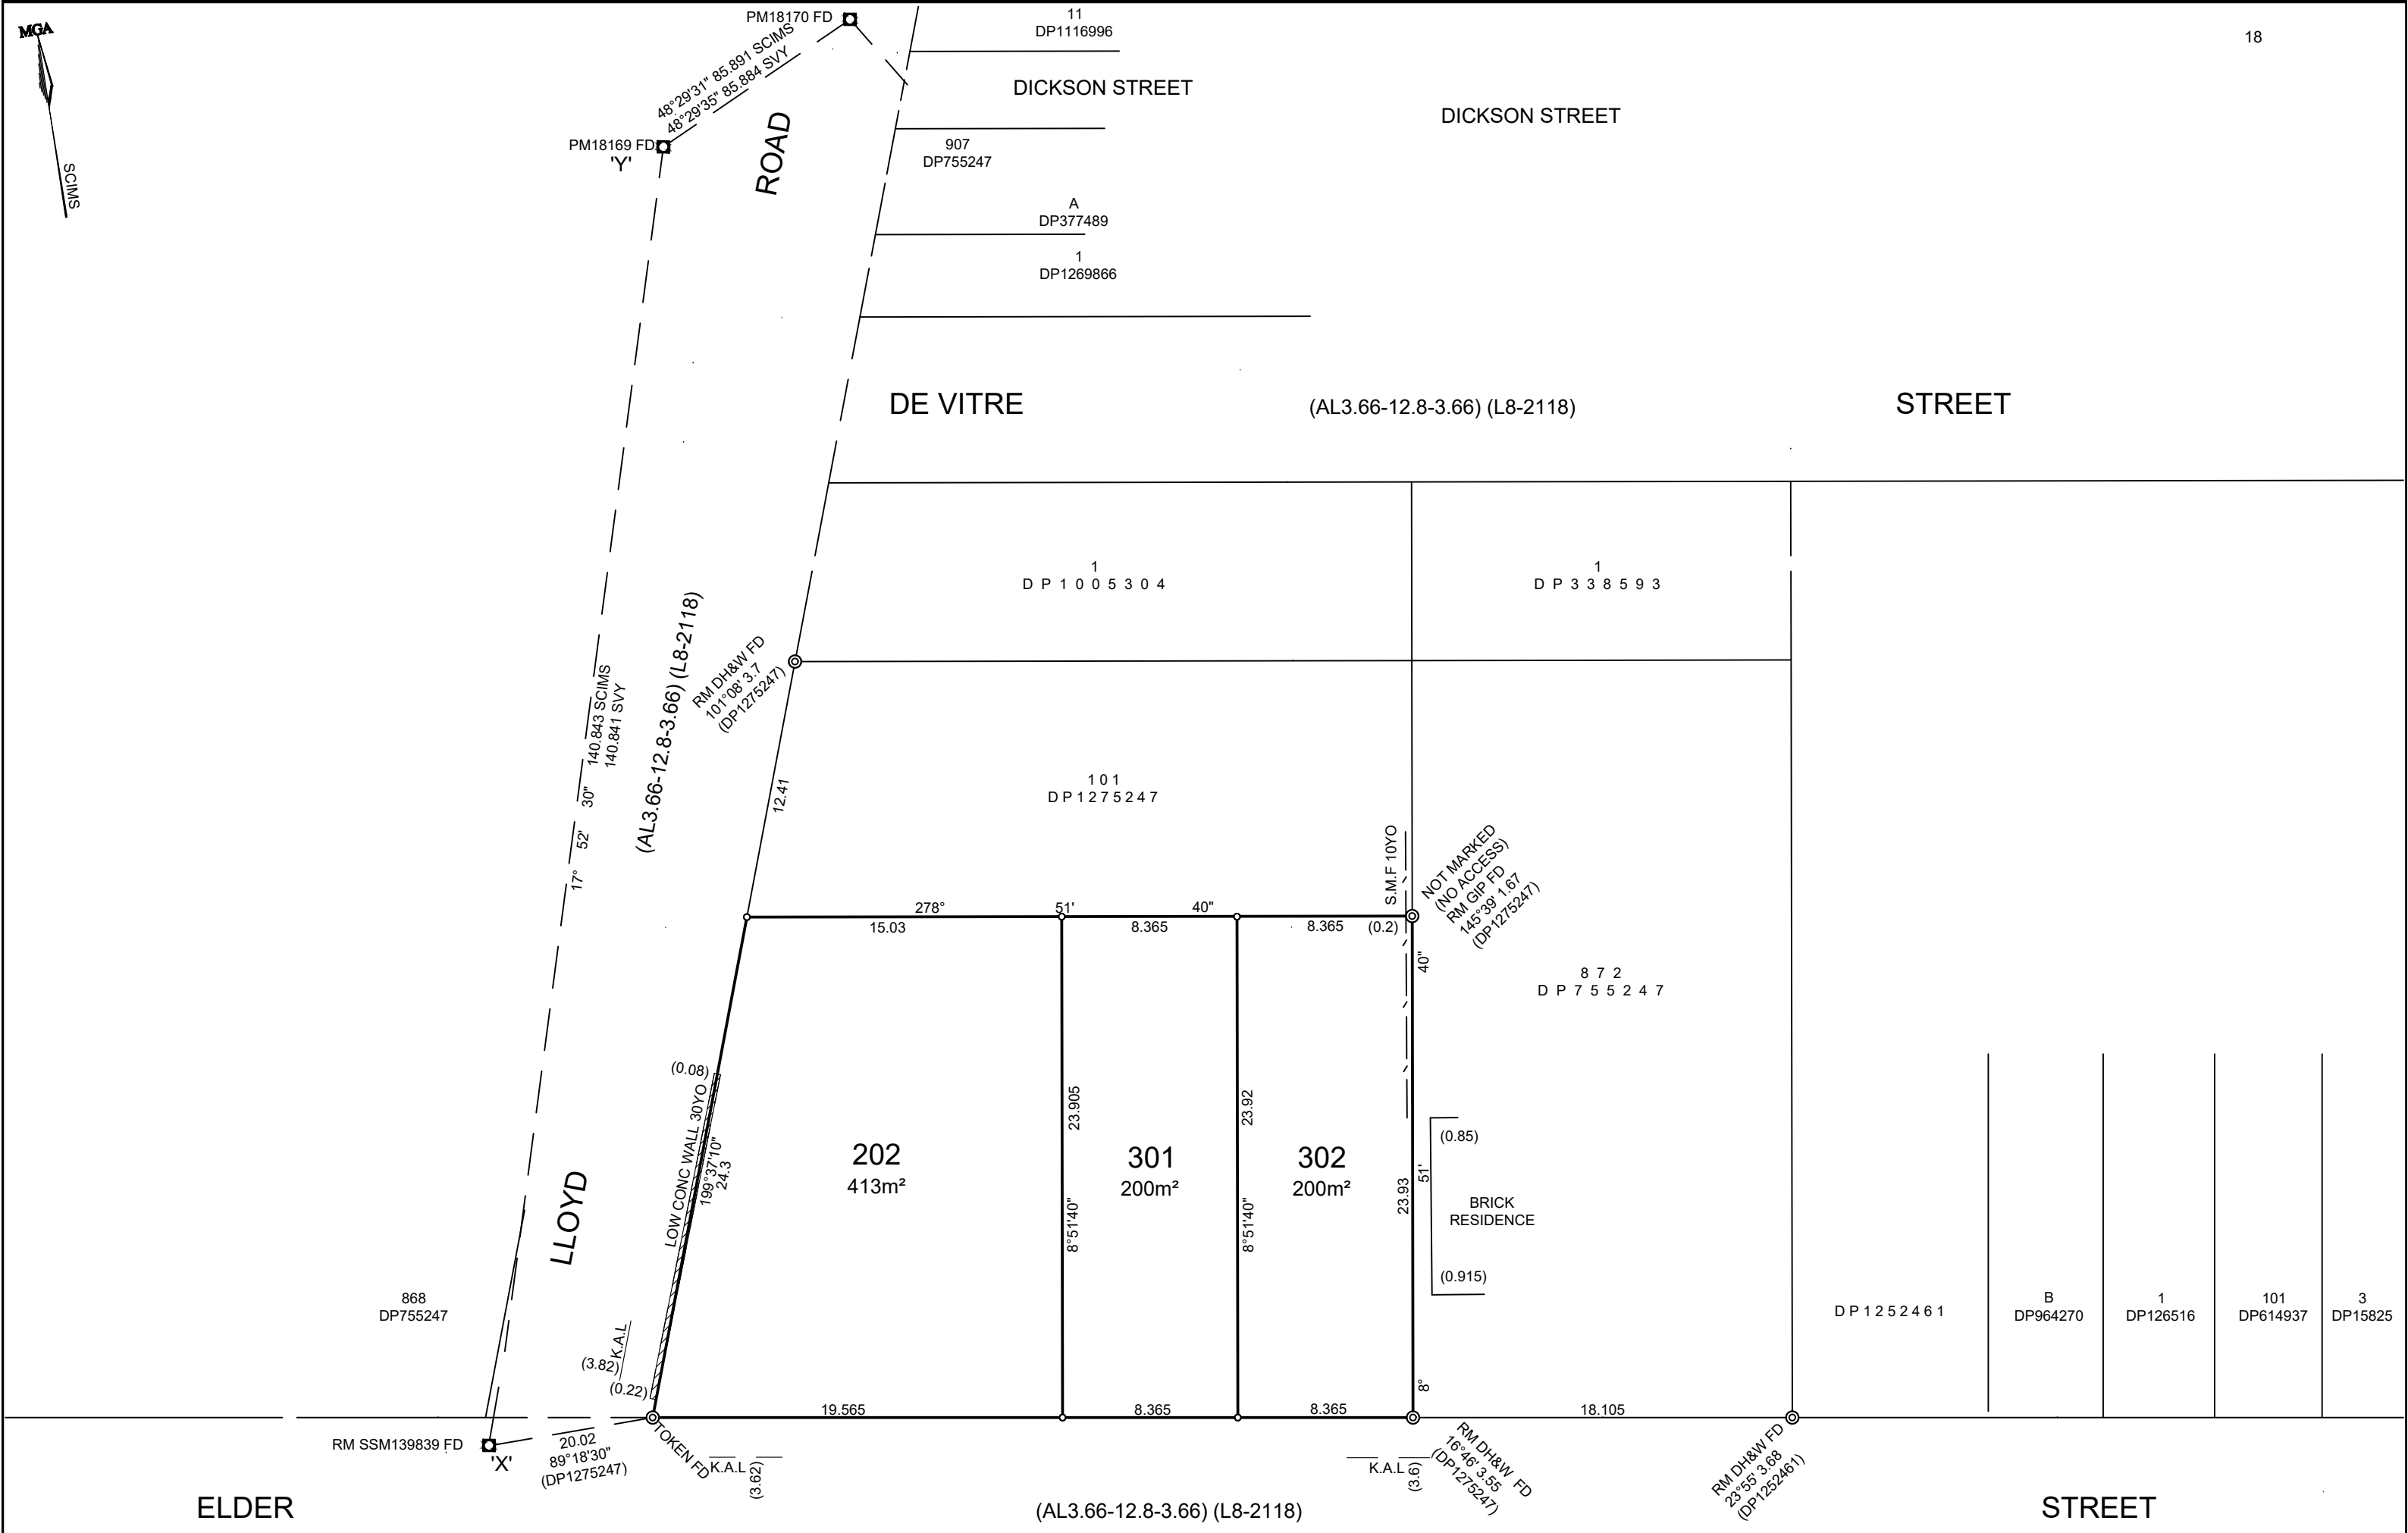 MGA
SCIMS
PM18170 FD
48°29'31" 85.891 SCIMS
48°29'35" 85.884 SVY
PM18169 FD
'Y'
ROAD
11
DP1116996
DICKSON STREET
DICKSON STREET
18
907
DP755247
A
DP377489
1
DP1269866
DE VITRE
(AL3.66-12.8-3.66) (L8-2118)
STREET
1
DP1005304
1
DP338593
140.843 SCIMS
140.841 SVY
17° 52' 30"
(AL3.66-12.8-3.66) (L8-2118)
RM DH&W FD
101°08' 3.7
(DP1275247)
12.41
101
DP1275247
S.M.F 10YO
NOT MARKED
(NO ACCESS)
RM GIP FD
145°39' 1.67
(DP1275247)
278° 51' 40"
15.03
8.365
8.365
(0.2)
40"
872
DP755247
(0.08)
LOW CONC WALL 30YO
199°37'10"
24.3
23.905
8°51'40"
23.92
8°51'40"
23.93
51'
8°
202
413m²
301
200m²
302
200m²
(0.85)
BRICK
RESIDENCE
(0.915)
LLOYD
868
DP755247
K.A.L
(3.82)
(0.22)
DP1252461
B
DP964270
1
DP126516
101
DP614937
3
DP15825
19.565
8.365
8.365
18.105
RM SSM139839 FD
'X'
20.02
89°18'30"
(DP1275247)
TOKEN FD
K.A.L
(3.62)
K.A.L
(3.6)
RM DH&W FD
16°46' 3.55
(DP1275247)
RM DH&W FD
23°55' 3.68
(DP1252461)
ELDER
(AL3.66-12.8-3.66) (L8-2118)
STREET